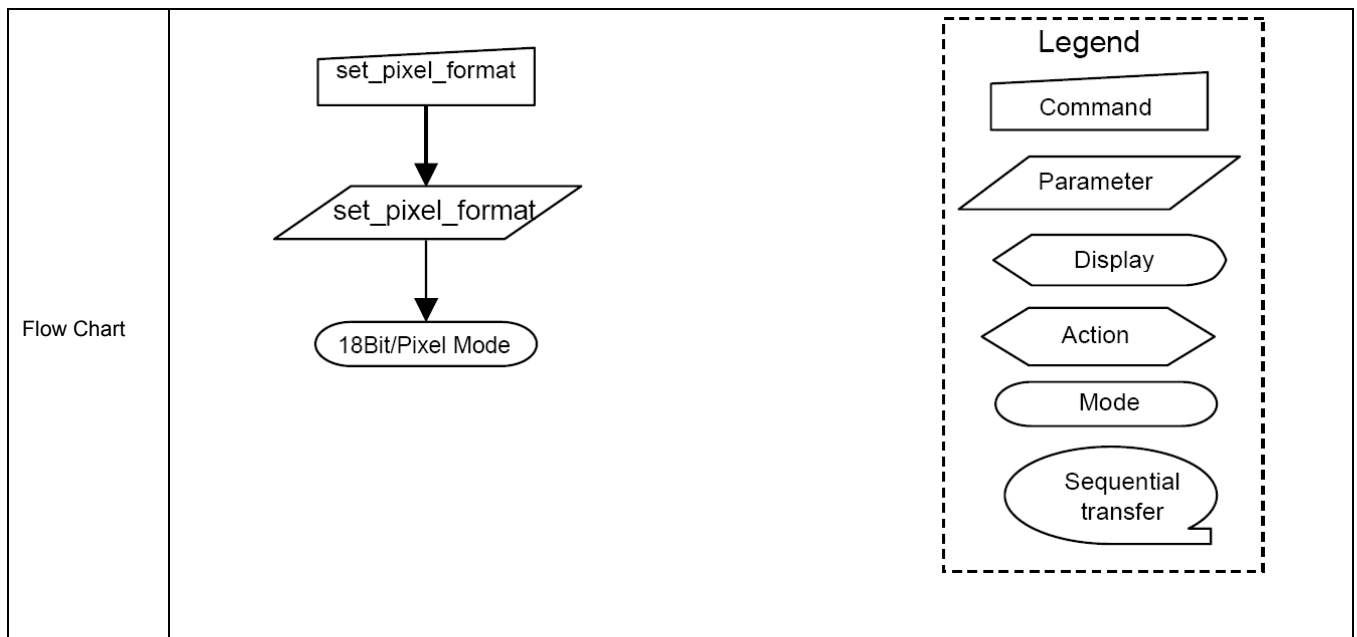 Flow Chart
set_pixel_format
set_pixel_format
18Bit/Pixel Mode
Legend
Command
Parameter
Display
Action
Mode
Sequential
transfer